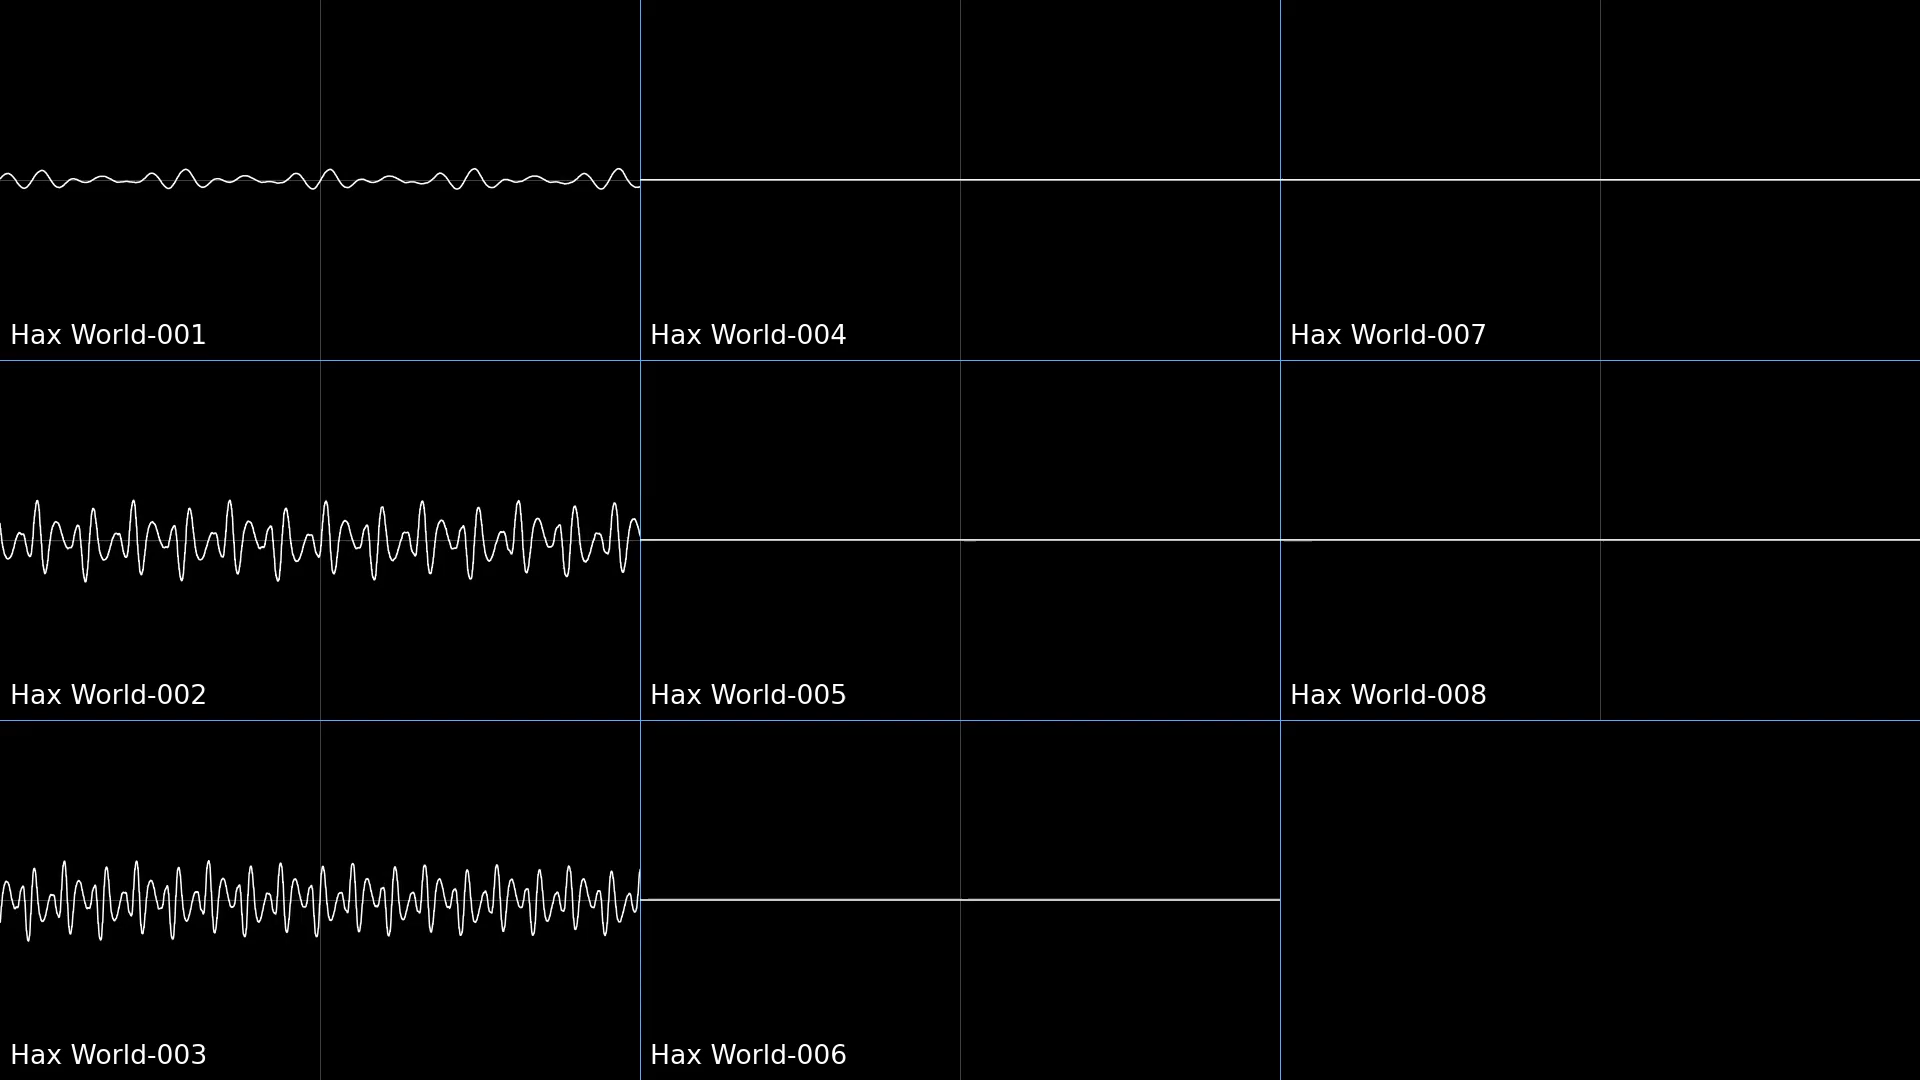 Hax World-001
Hax World-004
Hax World-007
Hax World-002
Hax World-005
Hax World-008
Hax World-003
Hax World-006